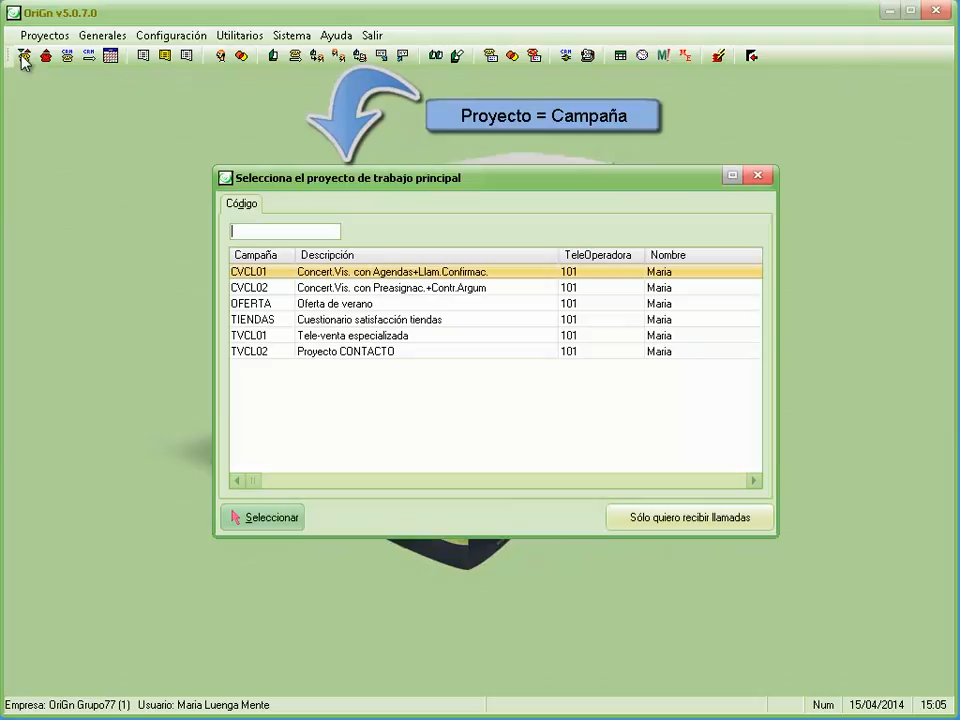 OriGn v5.0.7.0
Proyectos Generales Configuración Utilitarios Sistema Ayuda Salir
Proyecto = Campaña
Selecciona el proyecto de trabajo principal
Código
Campaña Descripción TeleOperadora Nombre
CVCL01 Concert.Vis. con Agendas+Llam.Confirmac. 101 Maria
CVCL02 Concert.Vis. con Preasignac.+Contr.Argum 101 Maria
OFERTA Oferta de verano 101 Maria
TIENDAS Cuestionario satisfacción tiendas 101 Maria
TVCL01 Tele-venta especializada 101 Maria
TVCL02 Proyecto CONTACTO 101 Maria
Seleccionar Sólo quiero recibir llamadas
Empresa: OriGn Grupo77 (1) Usuario: Maria Luenga Mente Num 15/04/2014 15:05